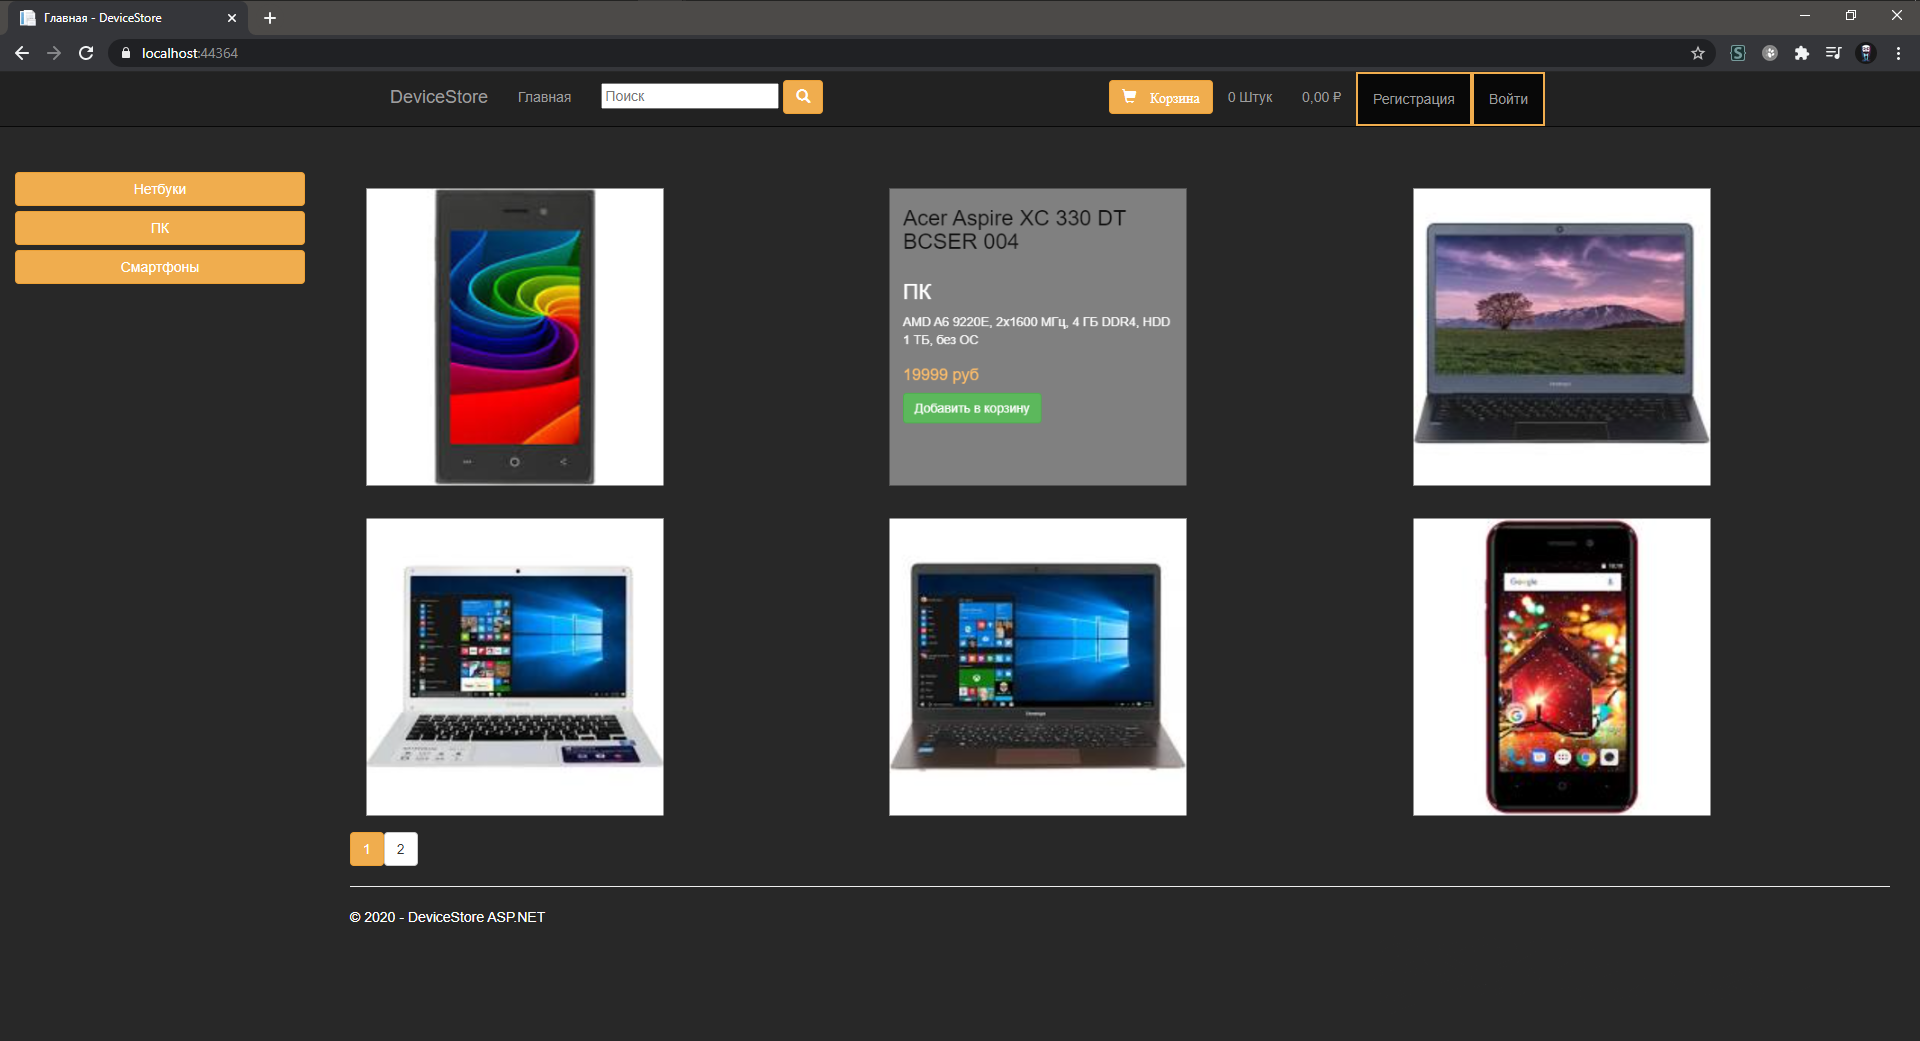 Главная - DeviceStore
localhost:44364
DeviceStore
Главная
Поиск
Корзина
0 Штук
0,00 ₽
Регистрация
Войти
Нетбуки
ПК
Смартфоны
Acer Aspire XC 330 DT
BCSER 004
ПК
AMD A6 9220E, 2x1600 МГц, 4 ГБ DDR4, HDD
1 ТБ, без ОС
19999 руб
Добавить в корзину
Google
1
2
© 2020 - DeviceStore ASP.NET